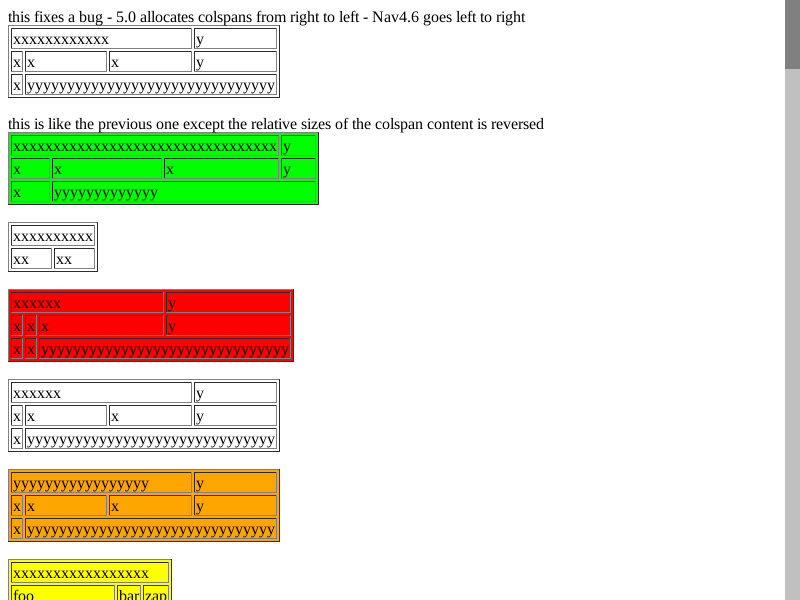 this fixes a bug - 5.0 allocates colspans from right to left - Nav4.6 goes left to right
xxxxxxxxxxxx y
x x x y
x yyyyyyyyyyyyyyyyyyyyyyyyyyyyyyy
this is like the previous one except the relative sizes of the colspan content is reversed
xxxxxxxxxxxxxxxxxxxxxxxxxxxxxxxxx y
x x x y
x yyyyyyyyyyyyy
xxxxxxxxxx
xx xx
xxxxxx y
x x x y
x x yyyyyyyyyyyyyyyyyyyyyyyyyyyyyyy
xxxxxx y
x x x y
x yyyyyyyyyyyyyyyyyyyyyyyyyyyyyyy
yyyyyyyyyyyyyyyyy y
x x x y
x yyyyyyyyyyyyyyyyyyyyyyyyyyyyyyy
xxxxxxxxxxxxxxxxx
foo bar zap